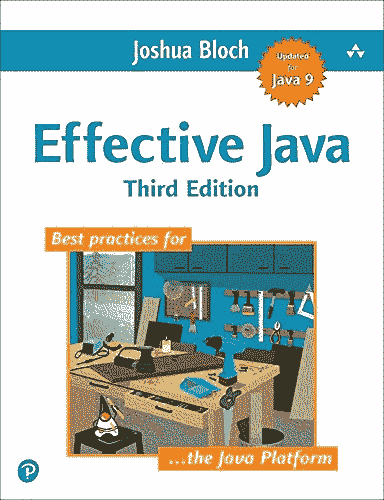 Joshua Bloch
Updated
for
Java 9
Effective Java
Third Edition
Best practices for
...the Java Platform
P